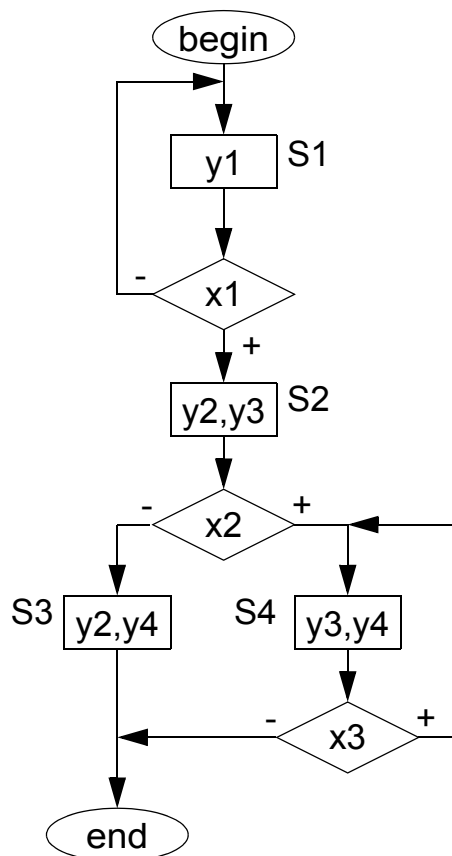 begin
y1 S1
-
x1
+
y2,y3 S2
- x2 +
S3 y2,y4 S4 y3,y4
- x3 +
end